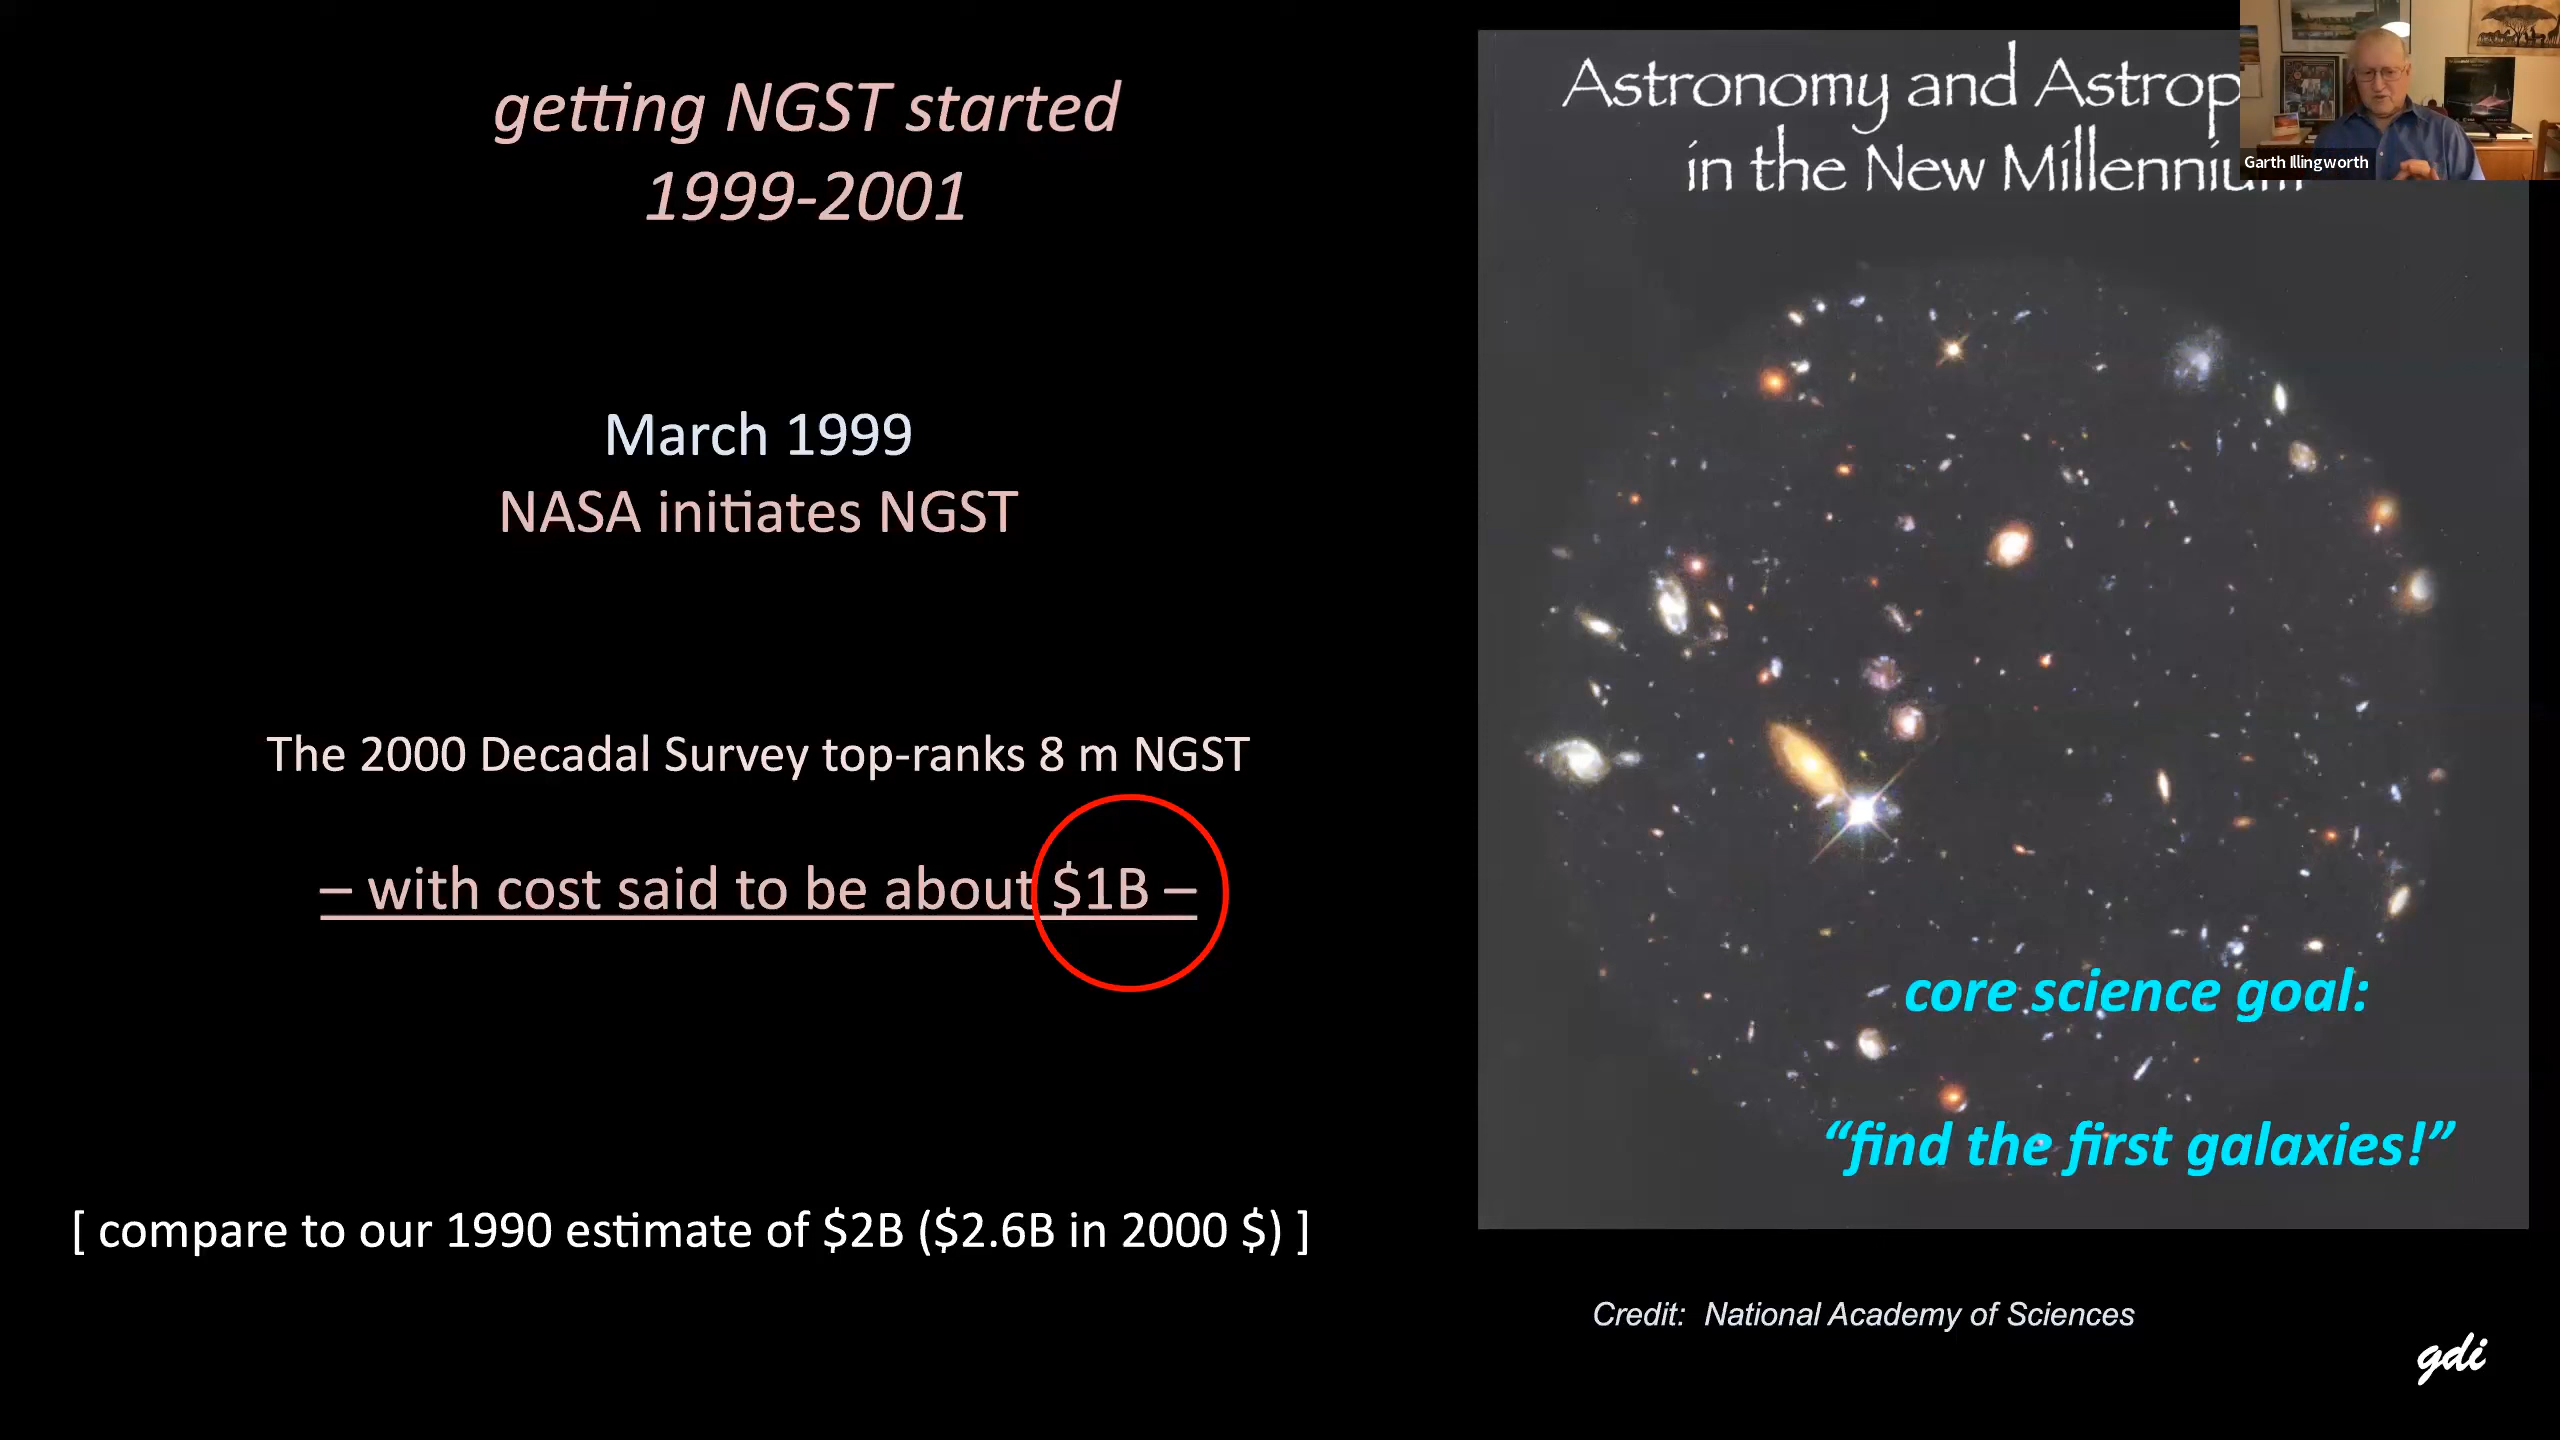 getting NGST started
1999-2001
March 1999
NASA initiates NGST
The 2000 Decadal Survey top-ranks 8 m NGST
– with cost said to be about $1B –
[ compare to our 1990 estimate of $2B ($2.6B in 2000 $) ]
Astronomy and Astrop
in the New Millennium
Garth Illingworth
core science goal:
“find the first galaxies!”
Credit: National Academy of Sciences
gdi